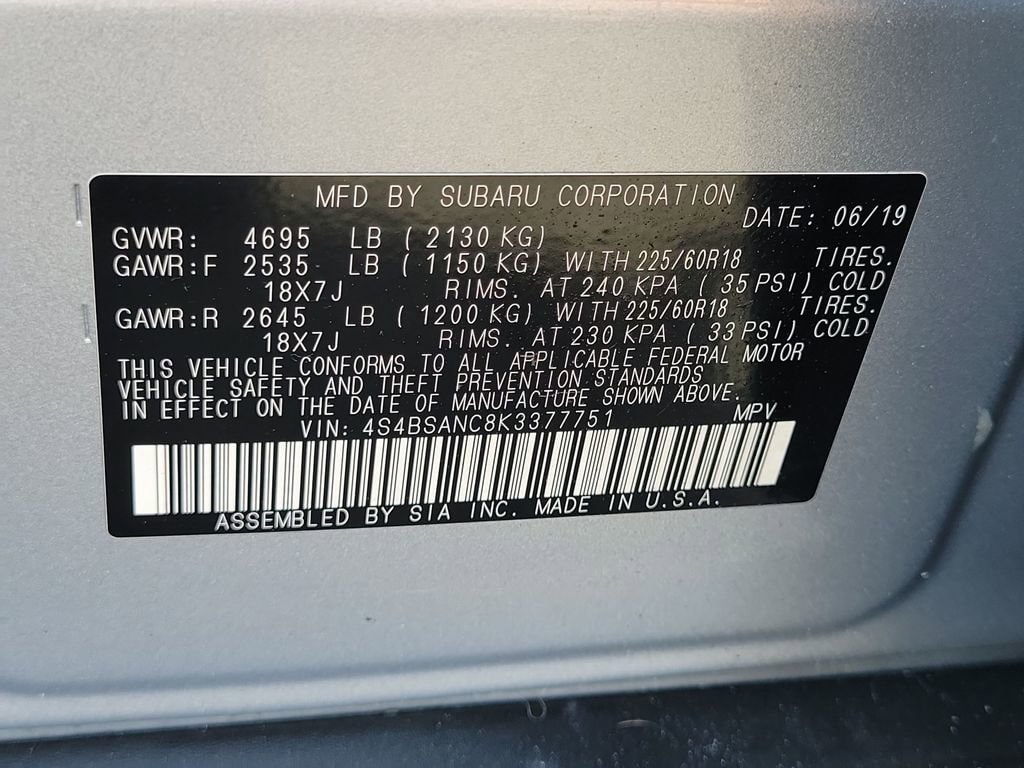 MFD BY SUBARU CORPORATION
DATE: 06/19
GVWR: 4695 LB ( 2130 KG)
GAWR:F 2535 LB ( 1150 KG) WITH 225/60R18 TIRES.
18X7J RIMS. AT 240 KPA ( 35 PSI) COLD
GAWR:R 2645 LB ( 1200 KG) WITH 225/60R18 TIRES.
18X7J RIMS. AT 230 KPA ( 33 PSI) COLD
THIS VEHICLE CONFORMS TO ALL APPLICABLE FEDERAL MOTOR
VEHICLE SAFETY AND THEFT PREVENTION STANDARDS
IN EFFECT ON THE DATE OF MANUFACTURE SHOWN ABOVE.
VIN: 4S4BSANC8K3377751 MPV
ASSEMBLED BY SIA INC. MADE IN U.S.A.